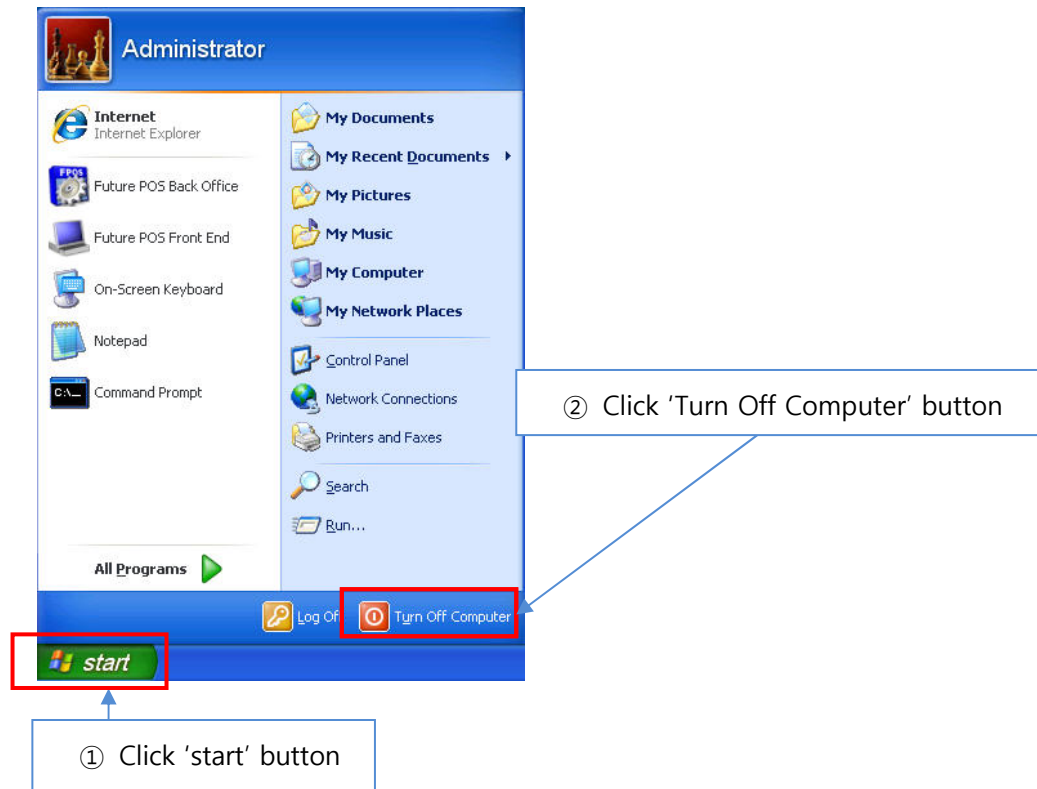 Administrator
Internet
Internet Explorer
FPOS
Future POS Back Office
Future POS Front End
On-Screen Keyboard
Notepad
C:\_
Command Prompt
All Programs
My Documents
My Recent Documents
My Pictures
My Music
My Computer
My Network Places
Control Panel
Network Connections
Printers and Faxes
Search
Run...
Log Of
Turn Off Computer
start
② Click ‘Turn Off Computer’ button
① Click ‘start’ button